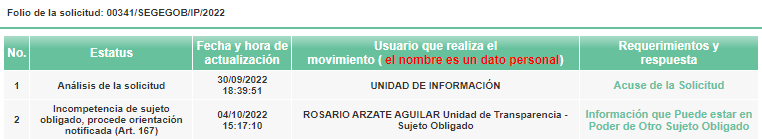 Folio de la solicitud: 00341/SEGEGOB/IP/2022
No.
Estatus
Fecha y hora de
actualización
Usuario que realiza el
movimiento ( el nombre es un dato personal)
Requerimientos y
respuesta
1
Análisis de la solicitud
30/09/2022
18:39:51
UNIDAD DE INFORMACIÓN
Acuse de la Solicitud
2
Incompetencia de sujeto
obligado, procede orientación
notificada (Art. 167)
04/10/2022
15:17:10
ROSARIO ARZATE AGUILAR Unidad de Transparencia -
Sujeto Obligado
Información que Puede estar en
Poder de Otro Sujeto Obligado